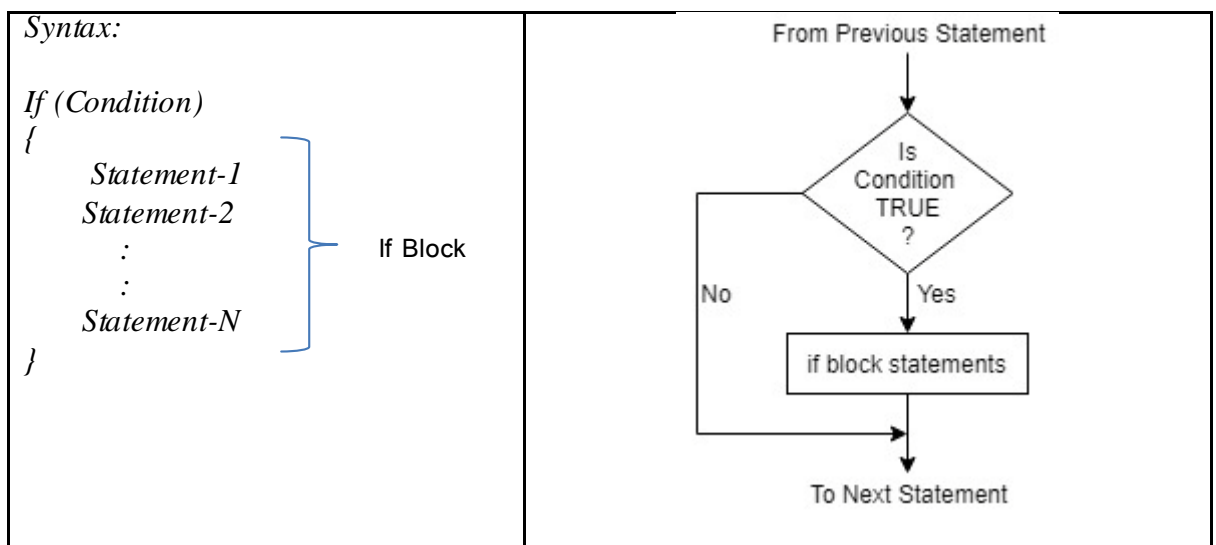 Syntax:
If (Condition)
{
Statement-1
Statement-2
:
:
Statement-N
}
If Block
From Previous Statement
Is
Condition
TRUE
?
No
Yes
if block statements
To Next Statement